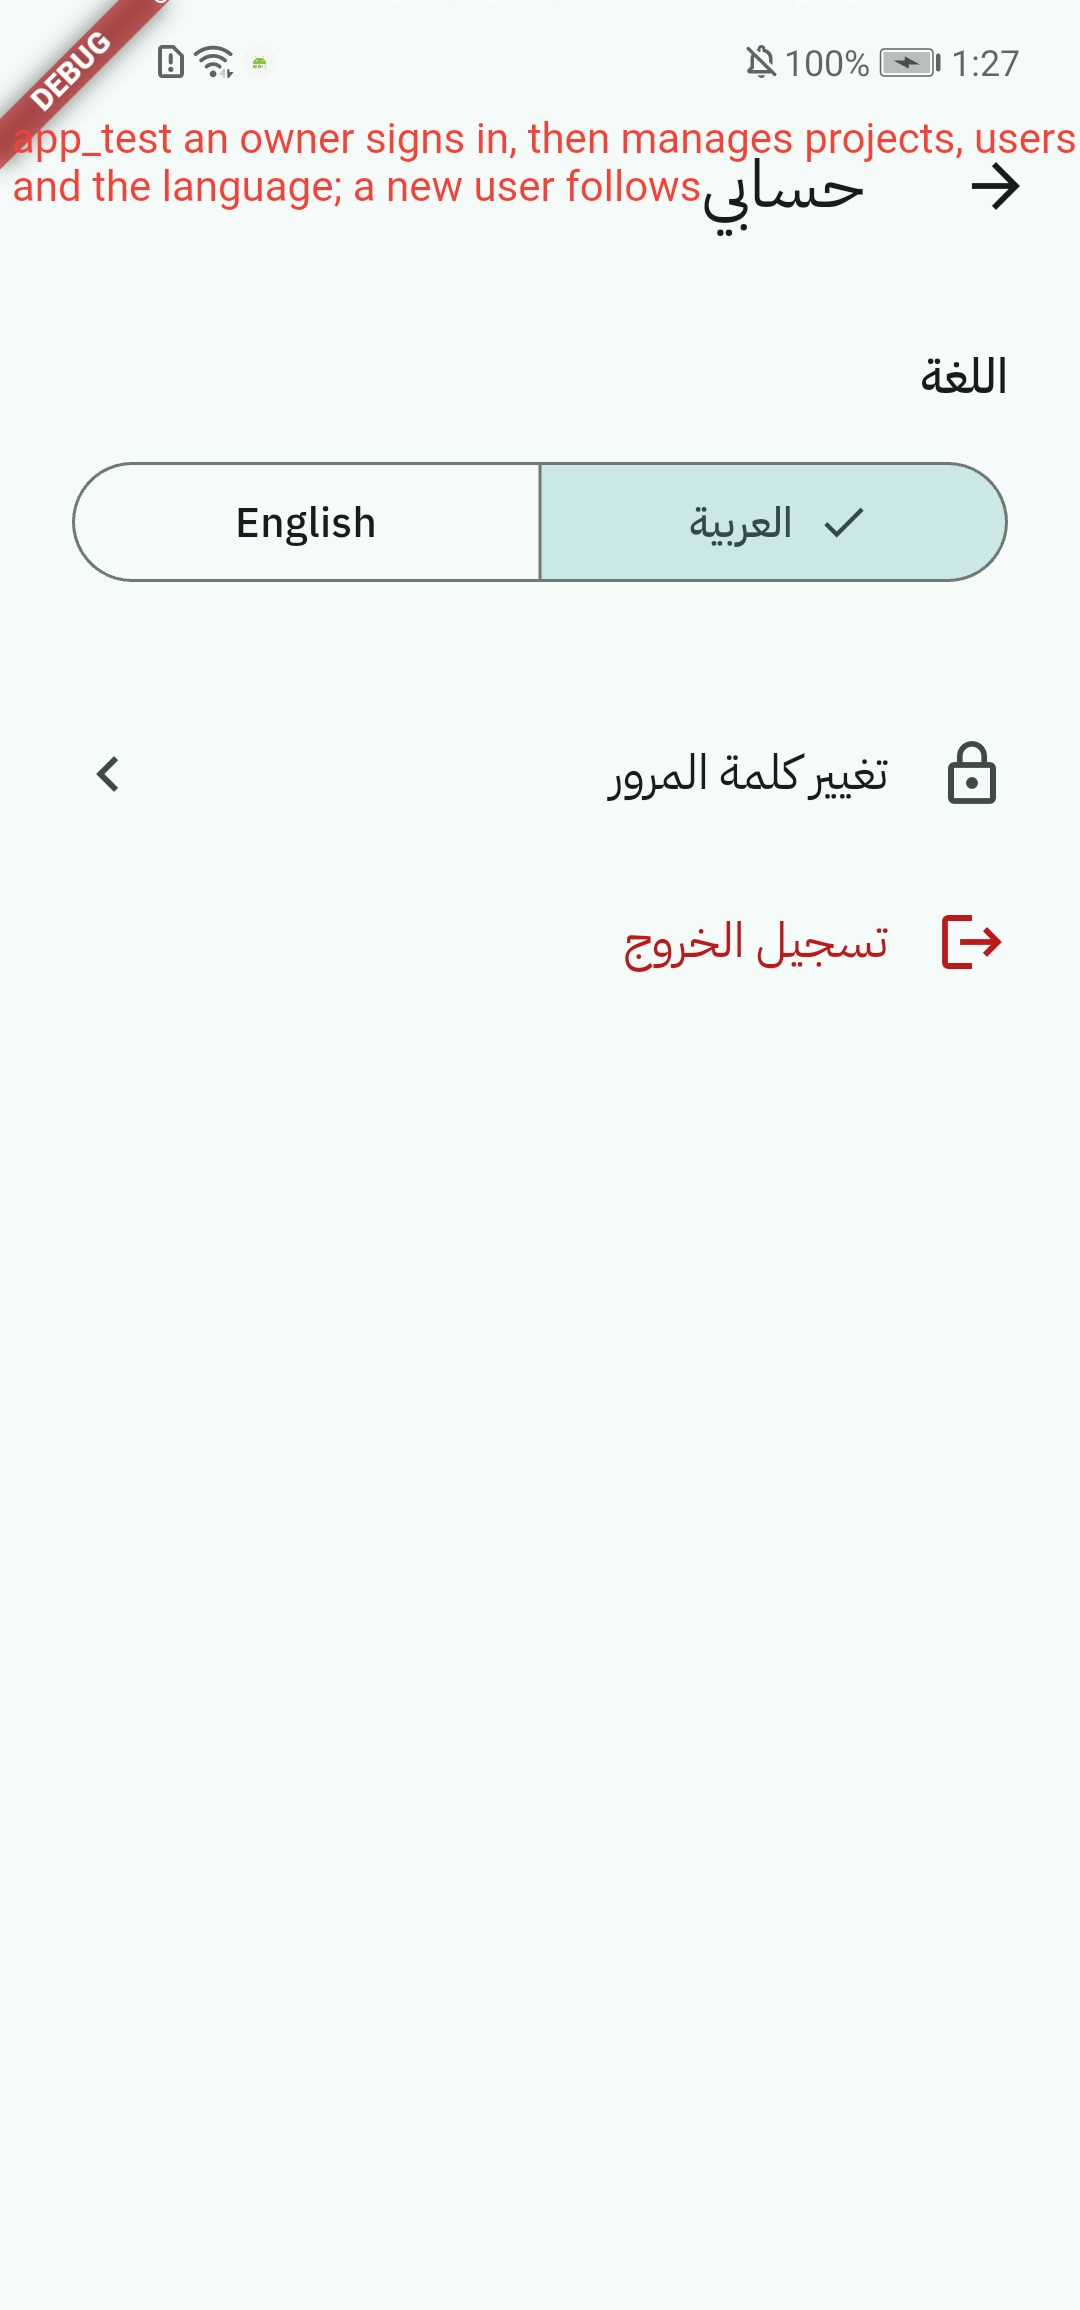 DEBUG
100%
1:27
app_test an owner signs in, then manages projects, users
and the language; a new user follows
حسابي
اللغة
العربية
English
تغيير كلمة المرور
تسجيل الخروج